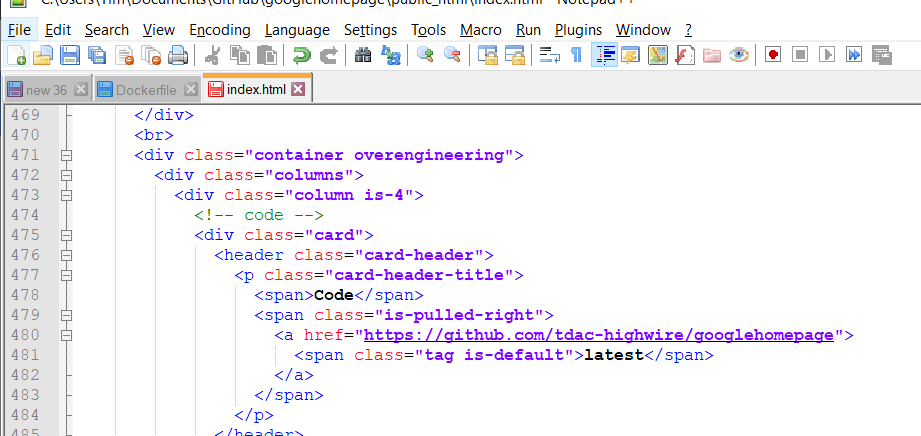 C:\Users\Tim\Documents\GitHub\googlehomepage\public_html\index.html - Notepad++
File Edit Search View Encoding Language Settings Tools Macro Run Plugins Window ?
new 36 Dockerfile index.html
469 </div>
470 <br>
471 <div class="container overengineering">
472 <div class="columns">
473 <div class="column is-4">
474 <!-- code -->
475 <div class="card">
476 <header class="card-header">
477 <p class="card-header-title">
478 <span>Code</span>
479 <span class="is-pulled-right">
480 <a href="https://github.com/tdac-highwire/googlehomepage">
481 <span class="tag is-default">latest</span>
482 </a>
483 </span>
484 </p>
485 </header>